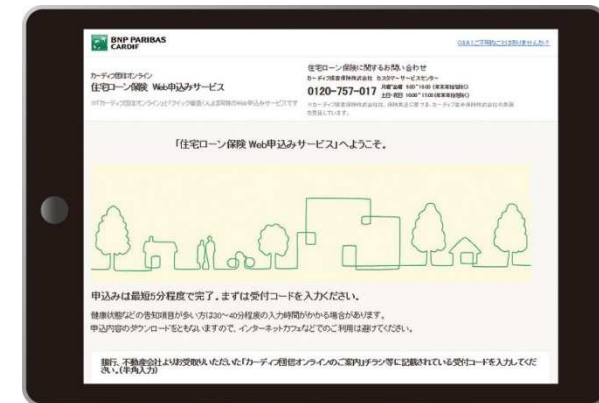 BNP PARIBAS
CARDIF
Q&A | ご不明なことはありませんか?
カーディフ団信オンライン
住宅ローン保険 Web申込みサービス
住宅ローン保険に関するお問い合わせ
カーディフ損害保険株式会社 カスタマーサービスセンター
0120-757-017
「住宅ローン保険 Web申込みサービス」へようこそ。
申込みは最短5分程度で完了。まずは受付コードを入力ください。
健康状態などの告知項目が多い方は30~40分程度の入力時間がかかる場合があります。
申込内容のダウンロードをともないますので、インターネットカフェなどでのご利用は避けてください。
銀行、不動産会社よりお受取りいただいた「カーディフ団信オンラインのご案内」チラシ等に記載されている受付コードを入力してくだ
さい。(半角入力)